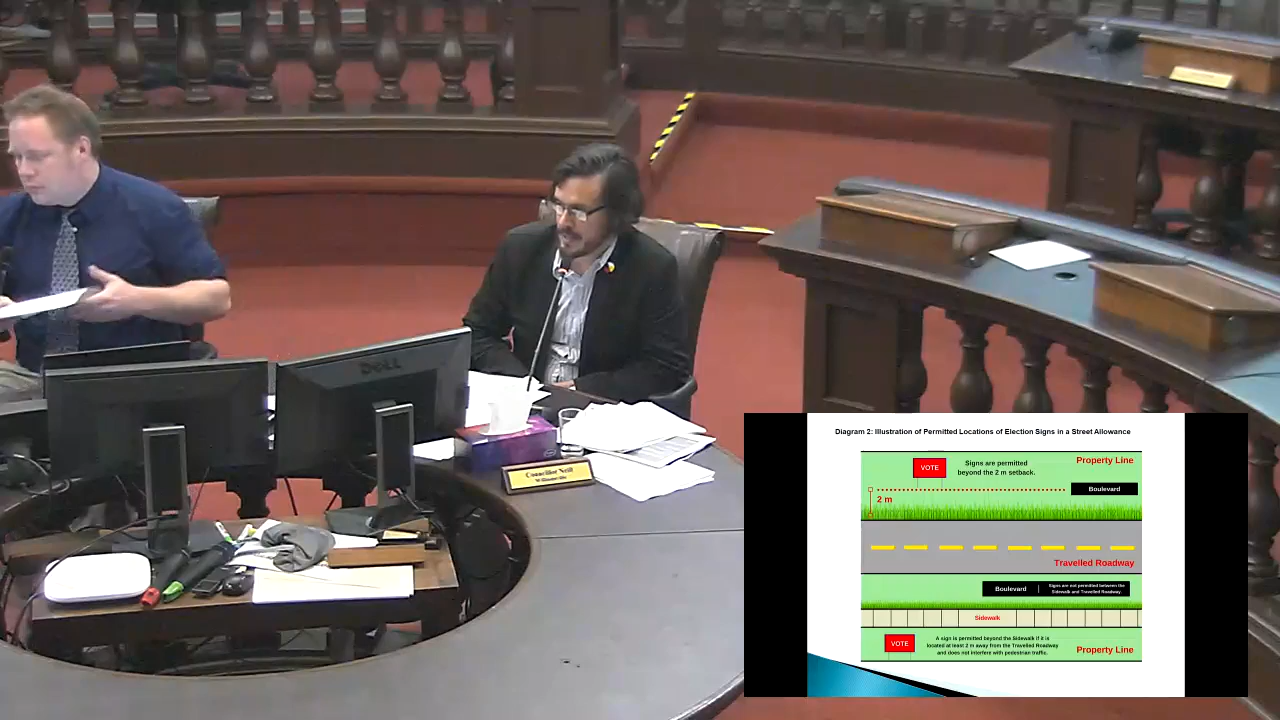 DELL
Councillor Neill
Williamsville
Diagram 2: Illustration of Permitted Locations of Election Signs in a Street Allowance
VOTE
Signs are permitted
beyond the 2 m setback.
Property Line
Boulevard
2 m
Travelled Roadway
Boulevard
Signs are not permitted between the
Sidewalk and Travelled Roadway.
Sidewalk
VOTE
A sign is permitted beyond the Sidewalk if it is
located at least 2 m away from the Travelled Roadway
and does not interfere with pedestrian traffic.
Property Line